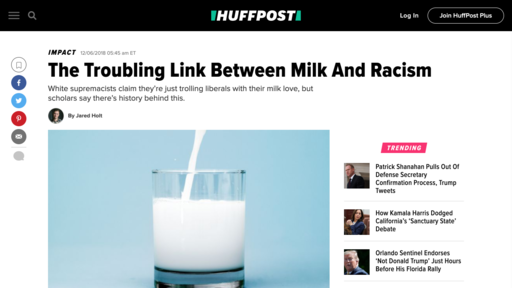 HUFFPOST
Log In
Join HuffPost Plus
IMPACT 12/06/2018 05:45 am ET
The Troubling Link Between Milk And Racism
White supremacists claim they're just trolling liberals with their milk love, but
scholars say there's history behind this.
By Jared Holt
TRENDING
Patrick Shanahan Pulls Out Of
Defense Secretary
Confirmation Process, Trump
Tweets
How Kamala Harris Dodged
California's 'Sanctuary State'
Debate
Orlando Sentinel Endorses
'Not Donald Trump' Just Hours
Before His Florida Rally